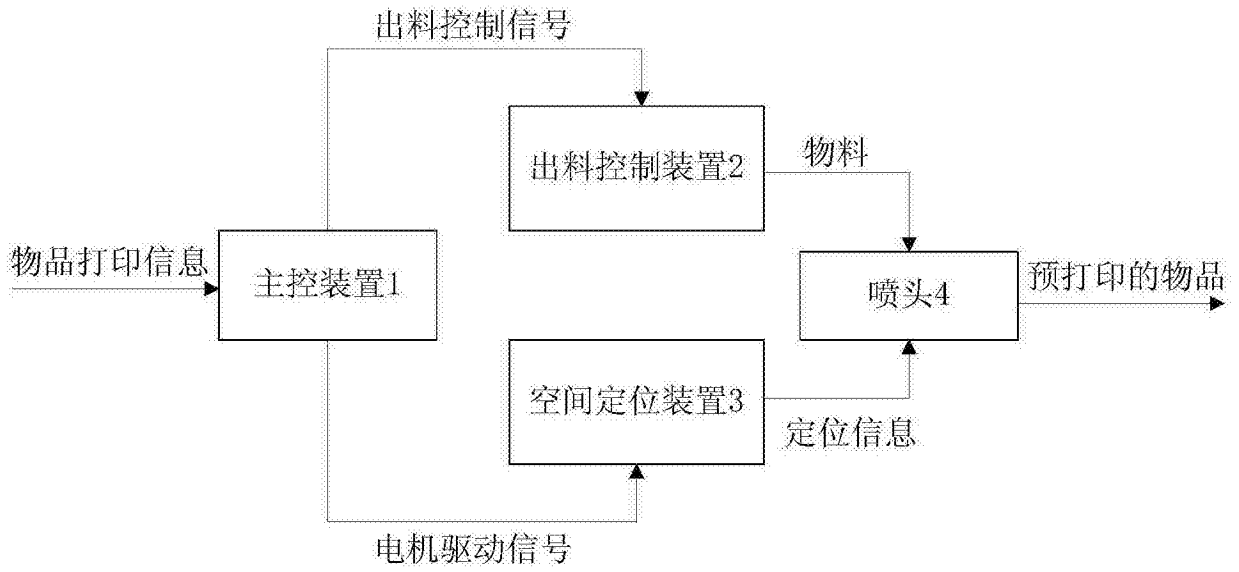 出料控制信号
出料控制装置2
物料
物品打印信息
主控装置1
喷头4
预打印的物品
空间定位装置3
定位信息
电机驱动信号